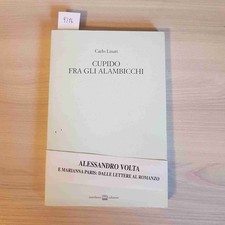 Carlo Linati
CUPIDO
FRA GLI ALAMBICCHI
ALESSANDRO VOLTA
E MARIANNA PARIS: DALLE LETTERE AL ROMANZO